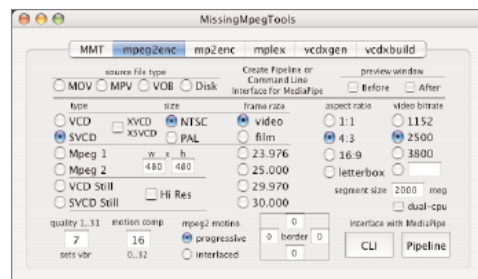 MissingMpegTools
MMT mpeg2enc mp2enc mplex vcdxgen vcdxbuild
source file type
MOV MPV VOB Disk
Create Pipeline or
Command Line
Interface for MediaPipe
preview window
Before After
type size frame rate aspect ratio video bitrate
VCD XVCD NTSC video 1:1 1152
SVCD XSVCD PAL film 4:3 2500
Mpeg 1 w x h 23.976 16:9 3800
Mpeg 2 480 480 25.000 letterbox
VCD Still Hi Res 29.970 segment size 2000 meg
SVCD Still 30.000 dual-cpu
quality 1..31 motion comp mpeg2 motino 0 interface with MediaPipe
7 16 progressive 0 border 0 CLI Pipeline
sets vbr 0..32 interlaced 0